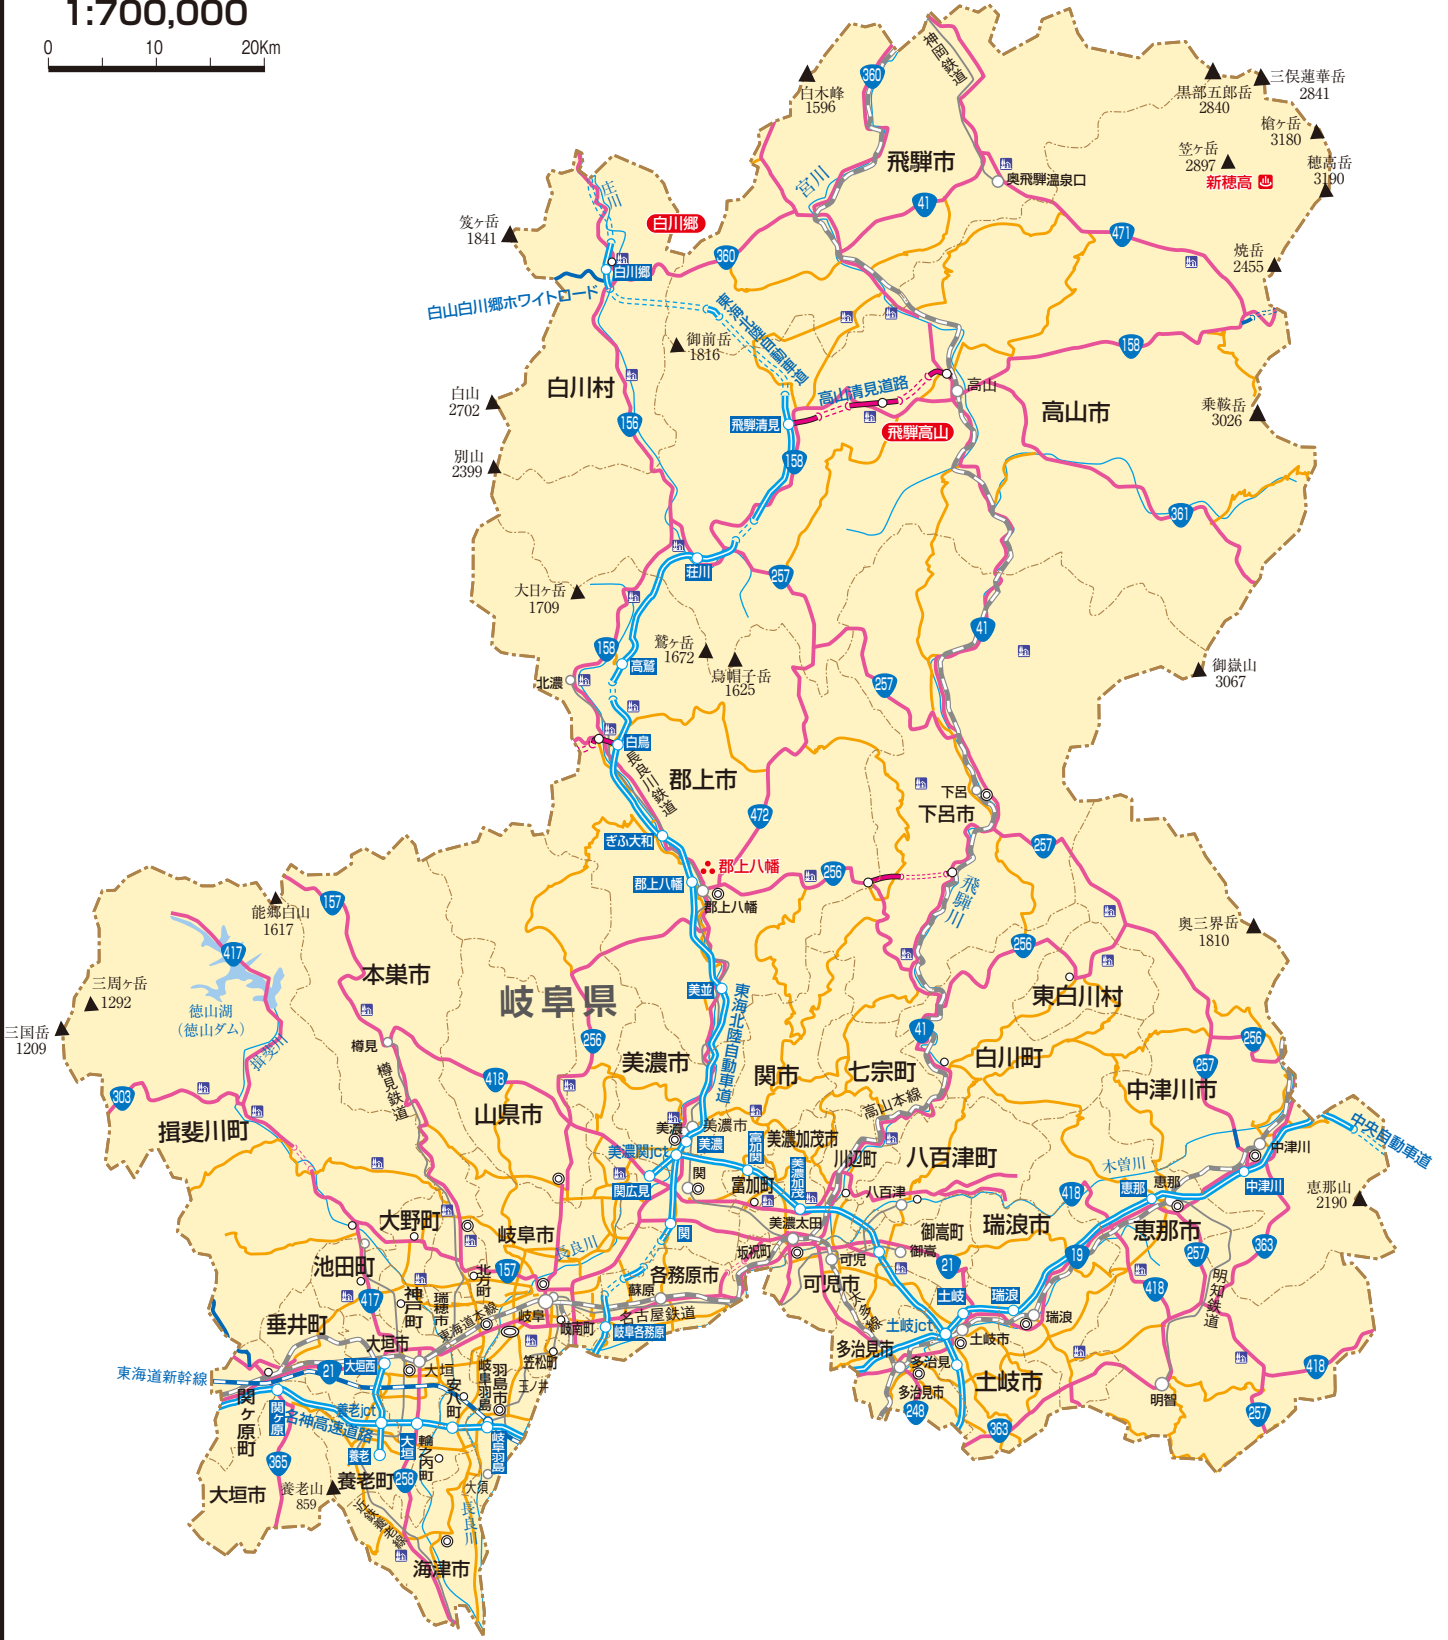 1:700,000
0 10 20Km
神岡鉄道
360
白木峰
1596
黒部五郎岳
2840
三俣蓮華岳
2841
槍ヶ岳
3180
笠ヶ岳
2897
穂高岳
3190
新穂高
飛騨市
宮川
奥飛騨温泉口
41
471
庄川
白川郷
笈ヶ岳
1841
360
焼岳
2455
白川郷
白山白川郷ホワイトロード
東海北陸自動車道
御前岳
1816
158
白川村
高山清見道路
高山
高山市
白山
2702
156
飛騨清見
飛騨高山
乗鞍岳
3026
別山
2399
158
361
荘川
257
大日ヶ岳
1709
41
158
鷲ヶ岳
1672
高鷲
烏帽子岳
1625
御嶽山
3067
北濃
257
白鳥
長良川鉄道
郡上市
下呂
下呂市
472
ぎふ大和
257
郡上八幡
郡上八幡
256
郡上八幡
飛騨川
157
能郷白山
1617
奥三界岳
1810
417
256
本巣市
三周ヶ岳
1292
岐阜県
美並
東海北陸自動車道
東白川村
徳山湖
(徳山ダム)
三国岳
1209
揖斐川
樽見
256
41
256
美濃市
関市
七宗町
白川町
257
418
樽見鉄道
303
中津川市
山県市
揖斐川町
高山本線
美濃
美濃市
美濃
富加関
美濃加茂市
中央自動車道
美濃関jct
川辺町
八百津町
木曽川
中津川
関広見
関
富加町
美濃加茂
八百津
418
恵那
恵那
中津川
恵那山
2190
大野町
岐阜市
長良川
関
美濃太田
御嵩町
瑞浪市
恵那市
坂祝町
可児
御嵩
19
363
池田町
157
北方町
各務原市
可児市
21
257
417
神戸町
瑞穂市
蘇原
418
明知鉄道
垂井町
東海道本線
岐阜
岐南町
名古屋鉄道
岐阜各務原
太多線
土岐
瑞浪
瑞浪
土岐jct
土岐市
大垣市
多治見市
笠松町
東海道新幹線
21
大垣西
大垣
岐阜羽島
羽島市
玉ノ井
多治見
多治見市
土岐市
418
関ヶ原町
関ヶ原
名神高速道路
養老jct
安八町
明智
248
257
363
養老
大垣
輪之内町
岐阜羽島
365
養老山
859
養老町
258
大須
大垣市
近鉄養老線
長良川
海津市